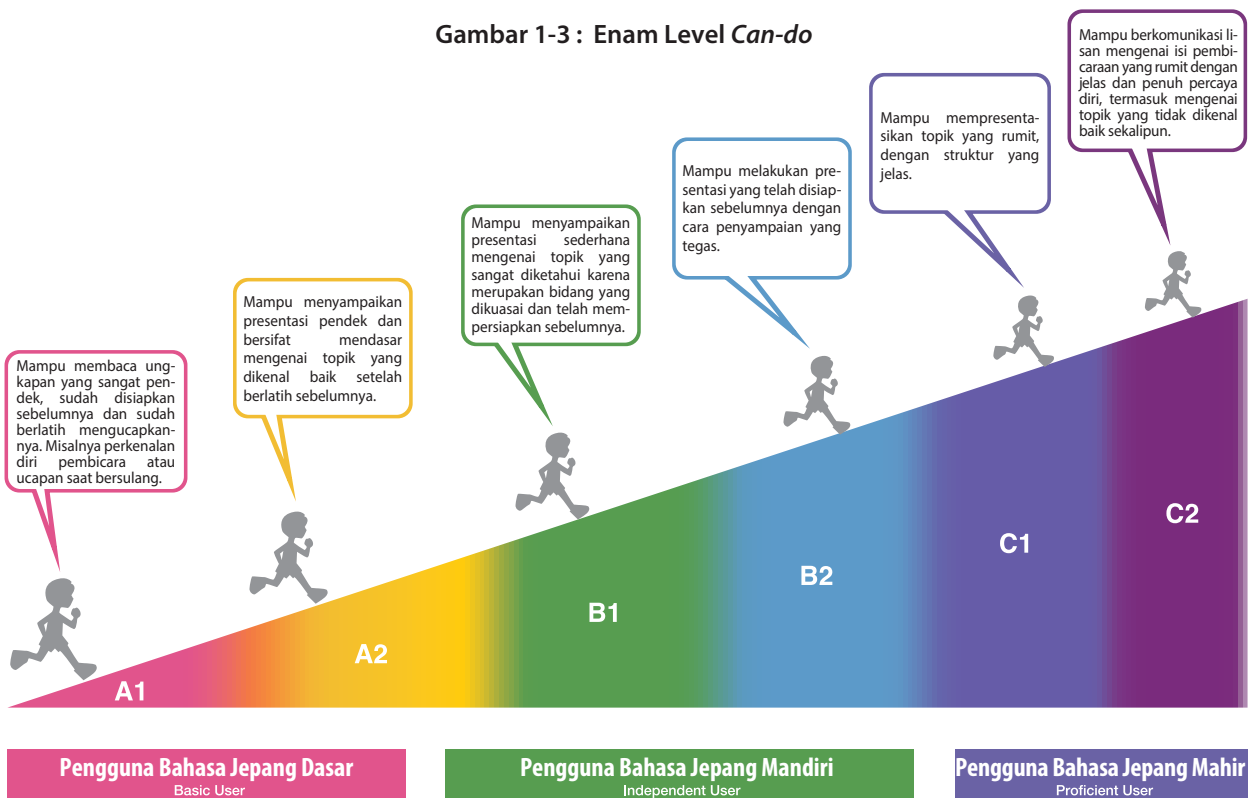 Gambar 1-3 : Enam Level Can-do
Mampu membaca ung-
kapan yang sangat pen-
dek, sudah disiapkan
sebelumnya dan sudah
berlatih mengucapkan-
nya. Misalnya perkenalan
diri pembicara atau
ucapan saat bersulang.
Mampu menyampaikan
presentasi pendek dan
bersifat mendasar
mengenai topik yang
dikenal baik setelah
berlatih sebelumnya.
Mampu menyampaikan
presentasi sederhana
mengenai topik yang
sangat diketahui karena
merupakan bidang yang
dikuasai dan telah mem-
persiapkan sebelumnya.
Mampu melakukan pre-
sentasi yang telah disiap-
kan sebelumnya dengan
cara penyampaian yang
tegas.
Mampu mempresenta-
sikan topik yang rumit,
dengan struktur yang
jelas.
Mampu berkomunikasi li-
san mengenai isi pembi-
caraan yang rumit dengan
jelas dan penuh percaya
diri, termasuk mengenai
topik yang tidak dikenal
baik sekalipun.
A1
A2
B1
B2
C1
C2
Pengguna Bahasa Jepang Dasar
Basic User
Pengguna Bahasa Jepang Mandiri
Independent User
Pengguna Bahasa Jepang Mahir
Proficient User